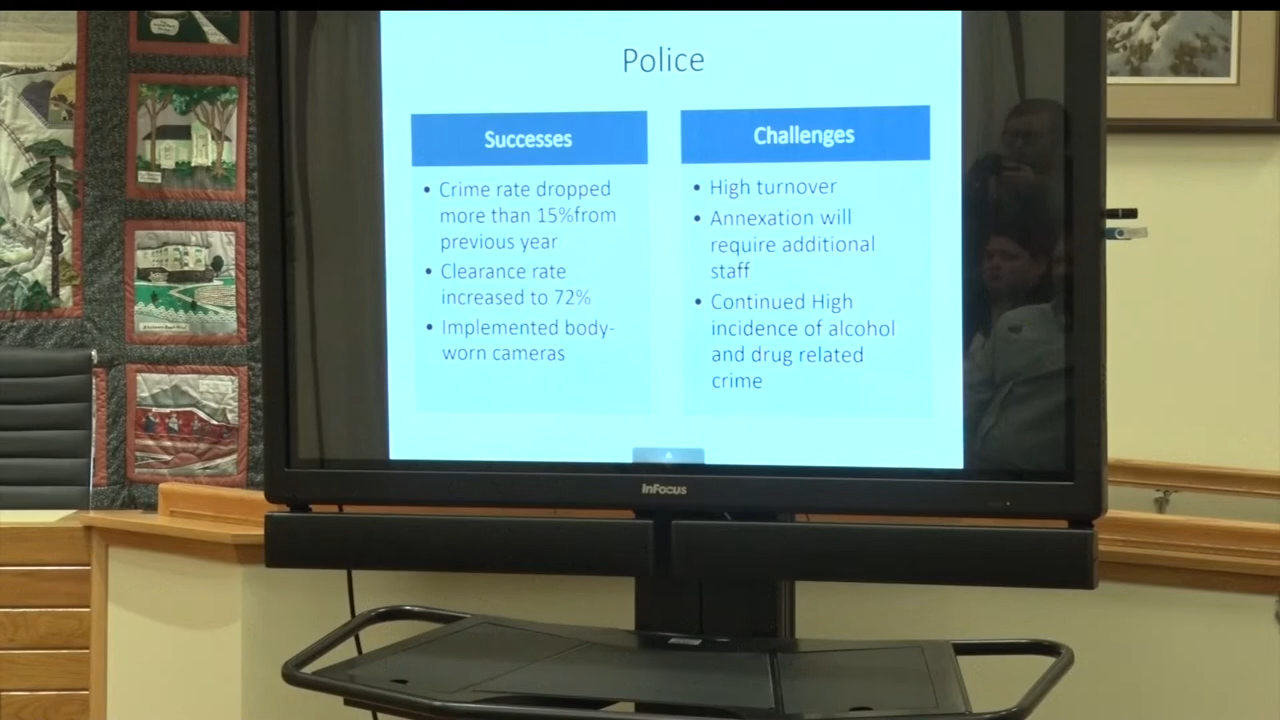 Police
Successes
• Crime rate dropped
more than 15%from
previous year
• Clearance rate
increased to 72%
• Implemented body-
worn cameras
Challenges
• High turnover
• Annexation will
require additional
staff
• Continued High
incidence of alcohol
and drug related
crime
InFocus